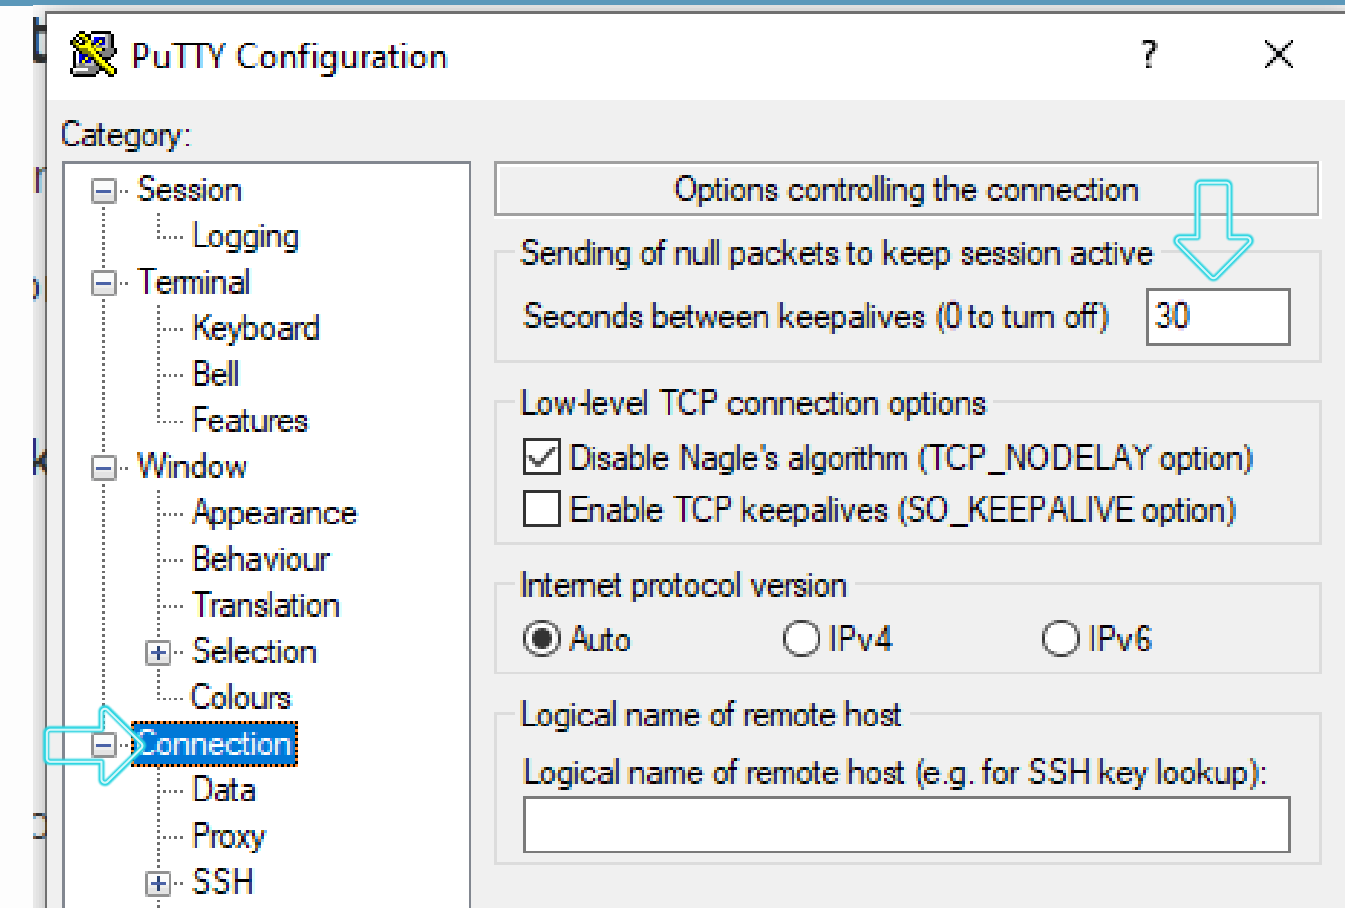 PuTTY Configuration
?
Category:
Session
Logging
Terminal
Keyboard
Bell
Features
Window
Appearance
Behaviour
Translation
Selection
Colours
Connection
Data
Proxy
SSH
Options controlling the connection
Sending of null packets to keep session active
Seconds between keepalives (0 to turn off) 30
Low-level TCP connection options
Disable Nagle's algorithm (TCP_NODELAY option)
Enable TCP keepalives (SO_KEEPALIVE option)
Internet protocol version
Auto IPv4 IPv6
Logical name of remote host
Logical name of remote host (e.g. for SSH key lookup):